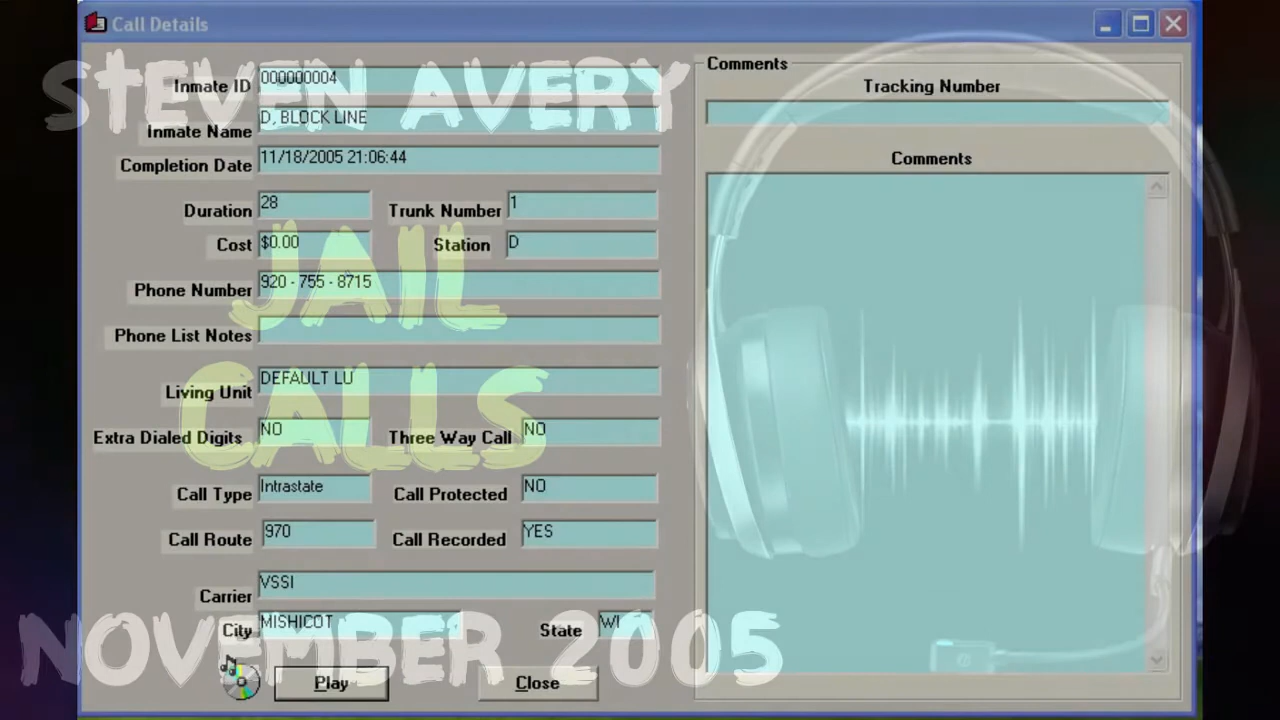 Call Details
STEVEN AVERY
Inmate ID 000000004
Inmate Name D, BLOCK LINE
Completion Date 11/18/2005 21:06:44
Duration 28 Trunk Number 1
Cost $0.00 Station D
Phone Number 920 - 755 - 8715
Phone List Notes
Living Unit DEFAULT LU
Extra Dialed Digits NO Three Way Call NO
Call Type Intrastate Call Protected NO
Call Route 970 Call Recorded YES
Carrier VSSI
City MISHICOT State WI
Play Close
Comments
Tracking Number
Comments
JAIL
CALLS
NOVEMBER 2005